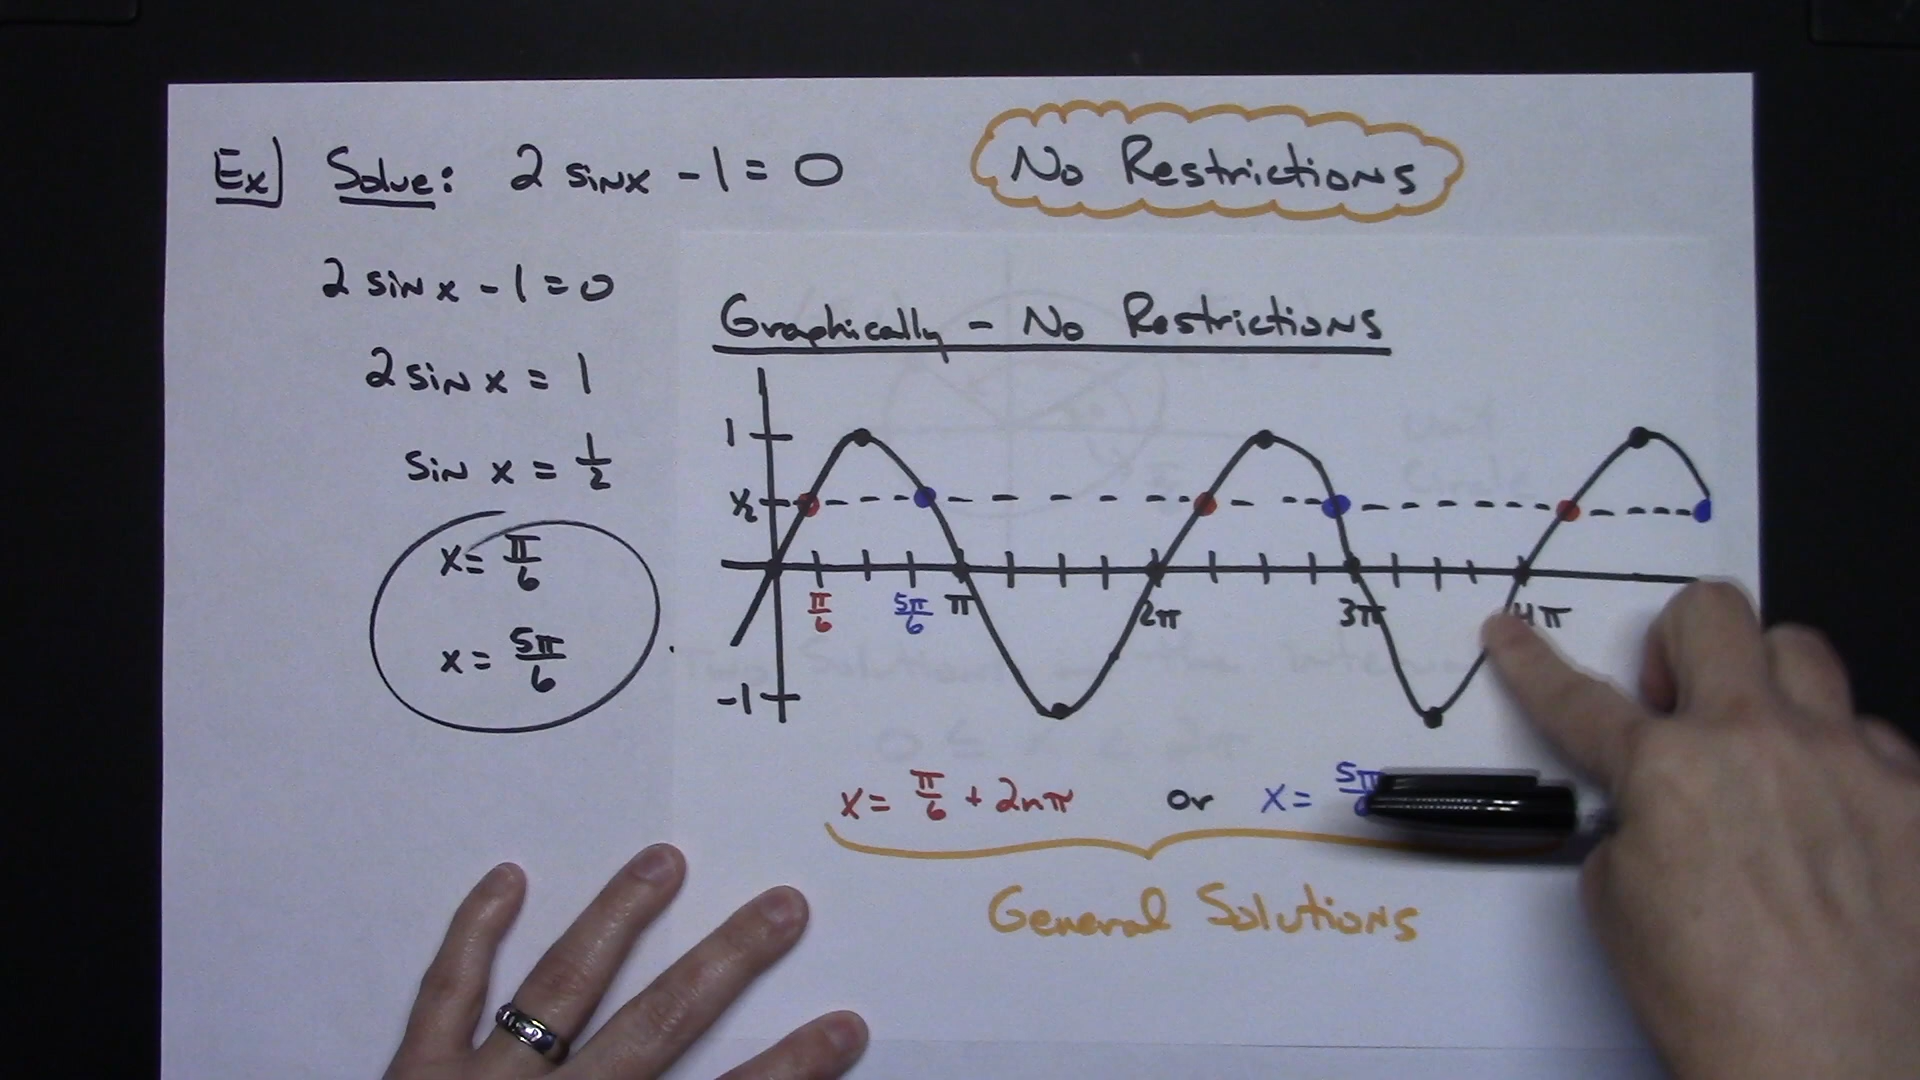 Ex) Solve: 2 sin x - 1 = 0
No Restrictions
2 sin x - 1 = 0
2 sin x = 1
sin x = 1/2
x = π/6
x = 5π/6
Graphically - No Restrictions
1
1/2
π/6 5π/6 π 2π 3π 4π
-1
x = π/6 + 2nπ or x = 5π
General Solutions